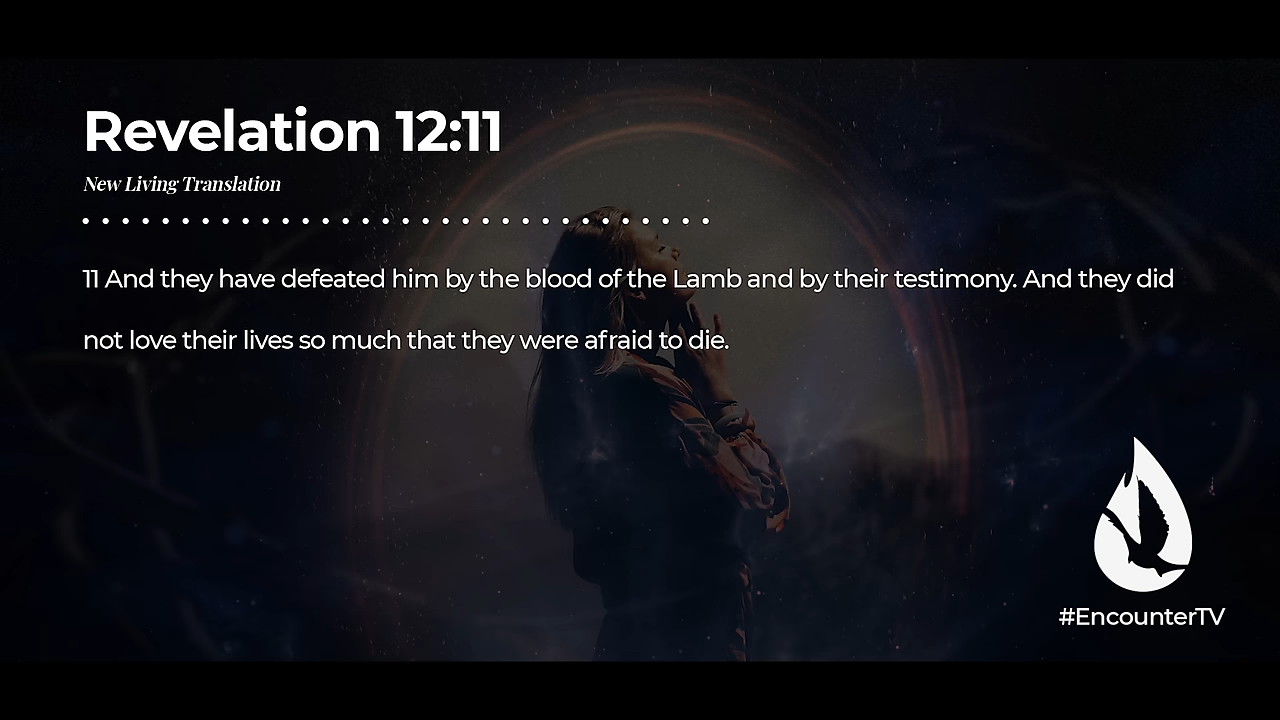 Revelation 12:11
New Living Translation
11 And they have defeated him by the blood of the Lamb and by their testimony. And they did
not love their lives so much that they were afraid to die.
#EncounterTV